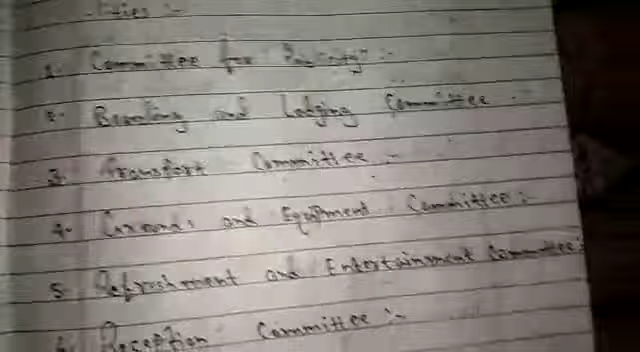 1. Committee for Publicity :-
2. Boarding and Lodging Committee :-
3. Transport Committee :-
4. Grounds and Equipment Committee :-
5. Refreshment and Entertainment Committee :-
6. Reception Committee :-